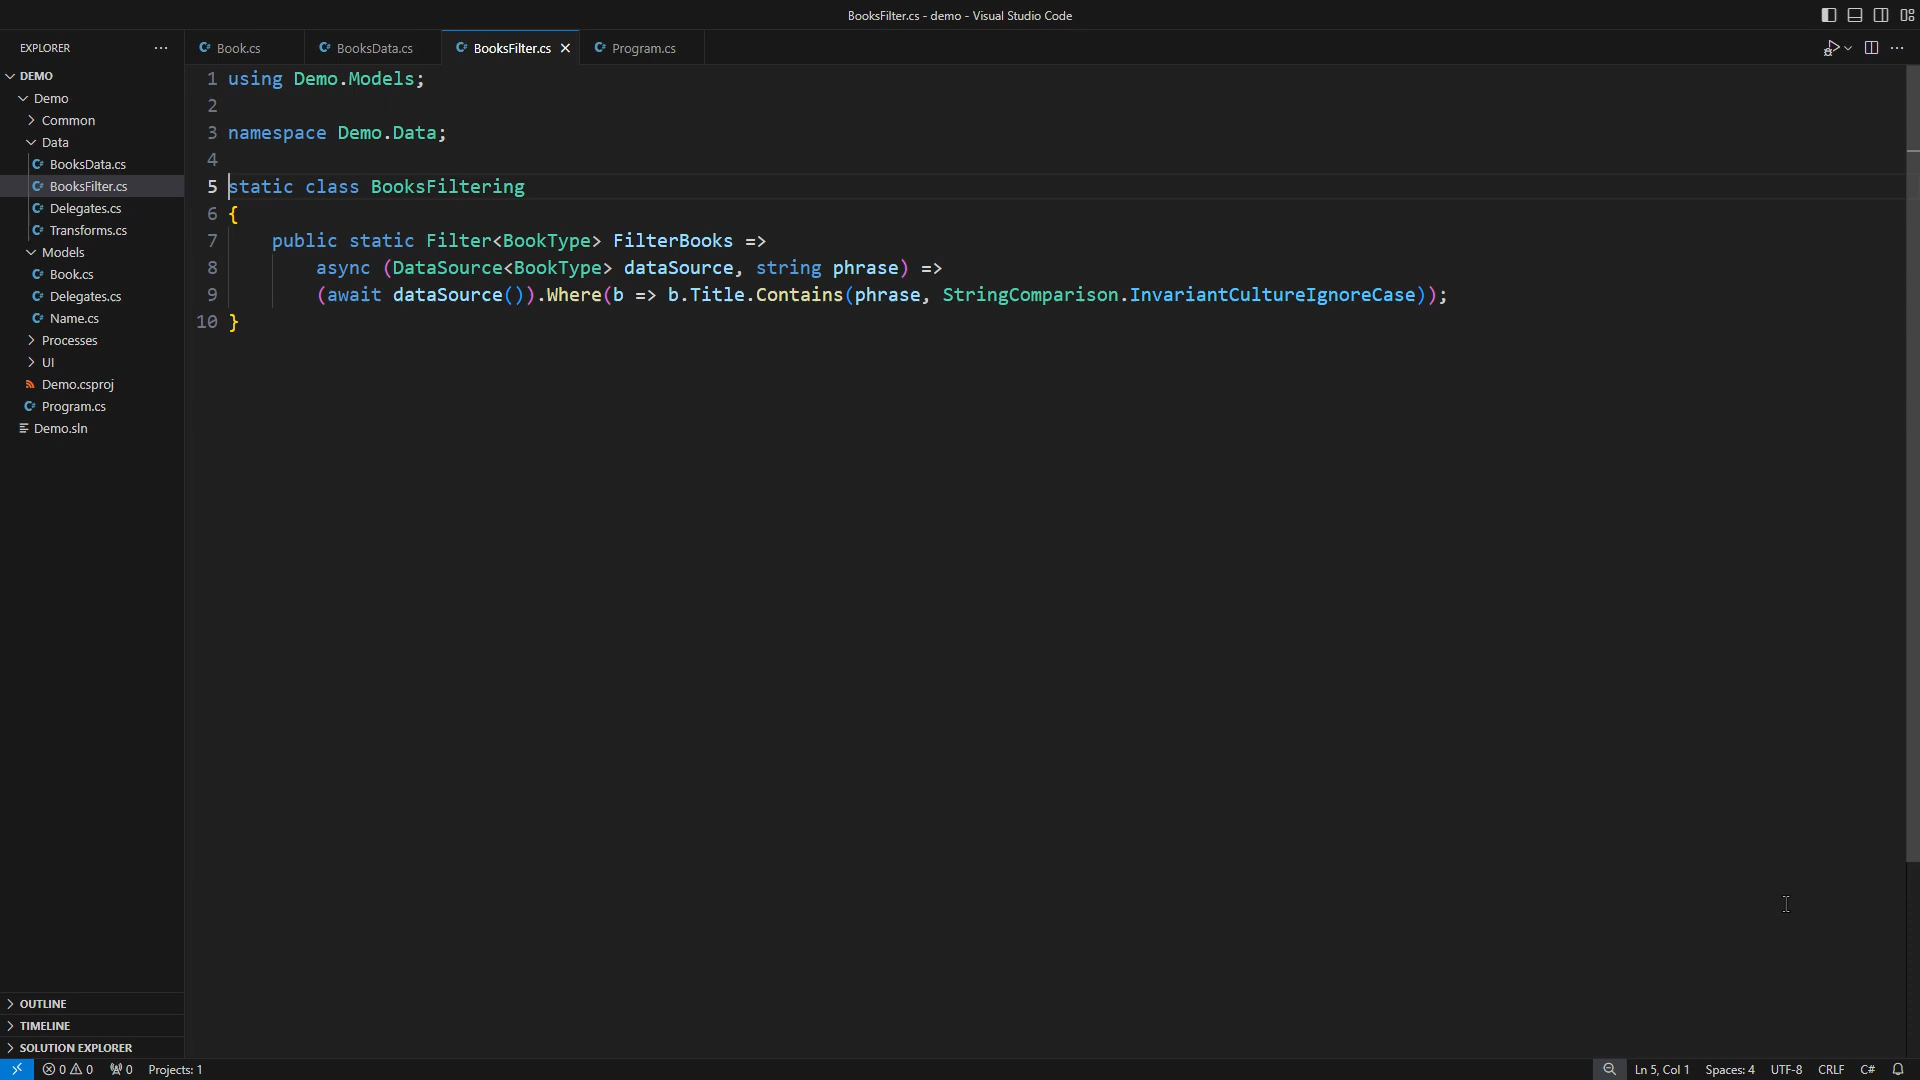 BooksFilter.cs - demo - Visual Studio Code
EXPLORER
DEMO
Demo
Common
Data
BooksData.cs
BooksFilter.cs
Delegates.cs
Transforms.cs
Models
Book.cs
Delegates.cs
Name.cs
Processes
UI
Demo.csproj
Program.cs
Demo.sln
OUTLINE
TIMELINE
SOLUTION EXPLORER
Book.cs BooksData.cs BooksFilter.cs Program.cs
1 using Demo.Models;
2
3 namespace Demo.Data;
4
5 static class BooksFiltering
6 {
7 public static Filter<BookType> FilterBooks =>
8 async (DataSource<BookType> dataSource, string phrase) =>
9 (await dataSource()).Where(b => b.Title.Contains(phrase, StringComparison.InvariantCultureIgnoreCase));
10 }
0 0 0 Projects: 1 Ln 5, Col 1 Spaces: 4 UTF-8 CRLF C#